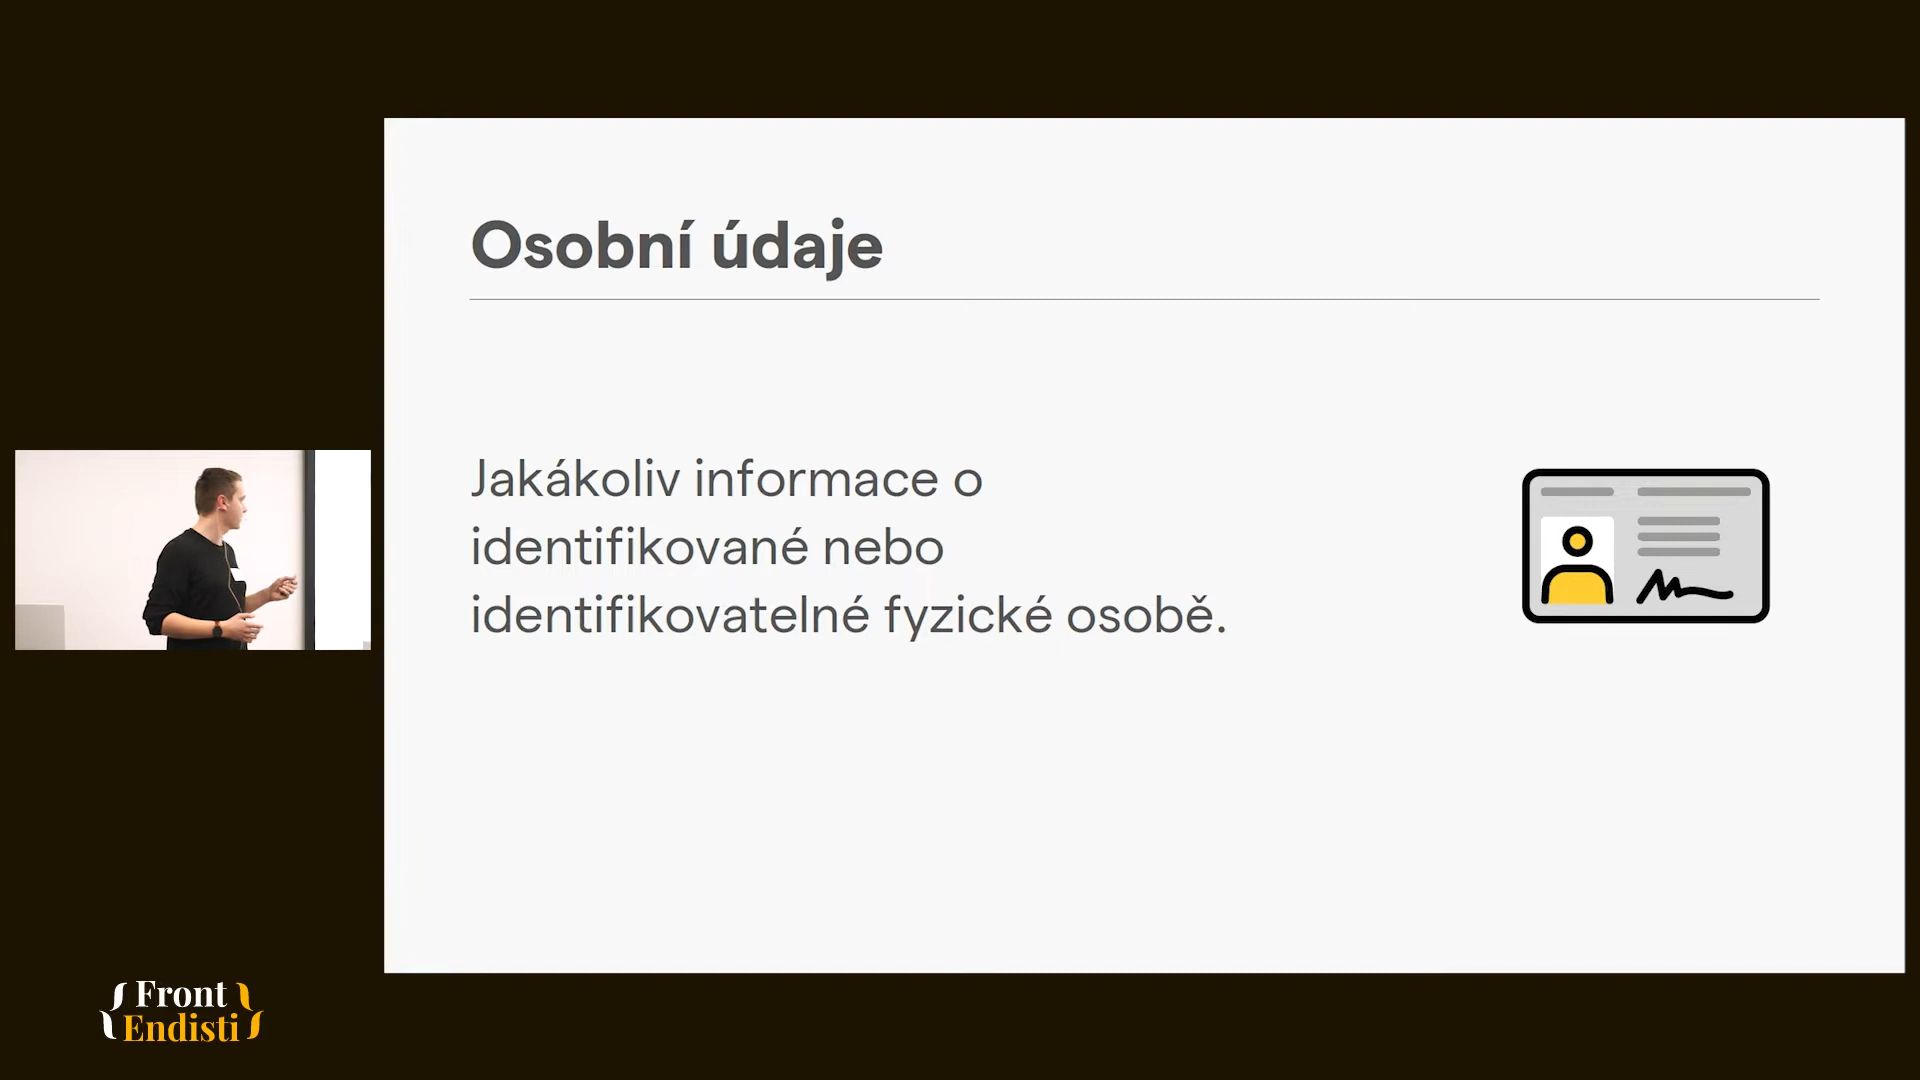 Osobní údaje
Jakákoliv informace o
identifikované nebo
identifikovatelné fyzické osobě.
{ Front }
{ Endisti }